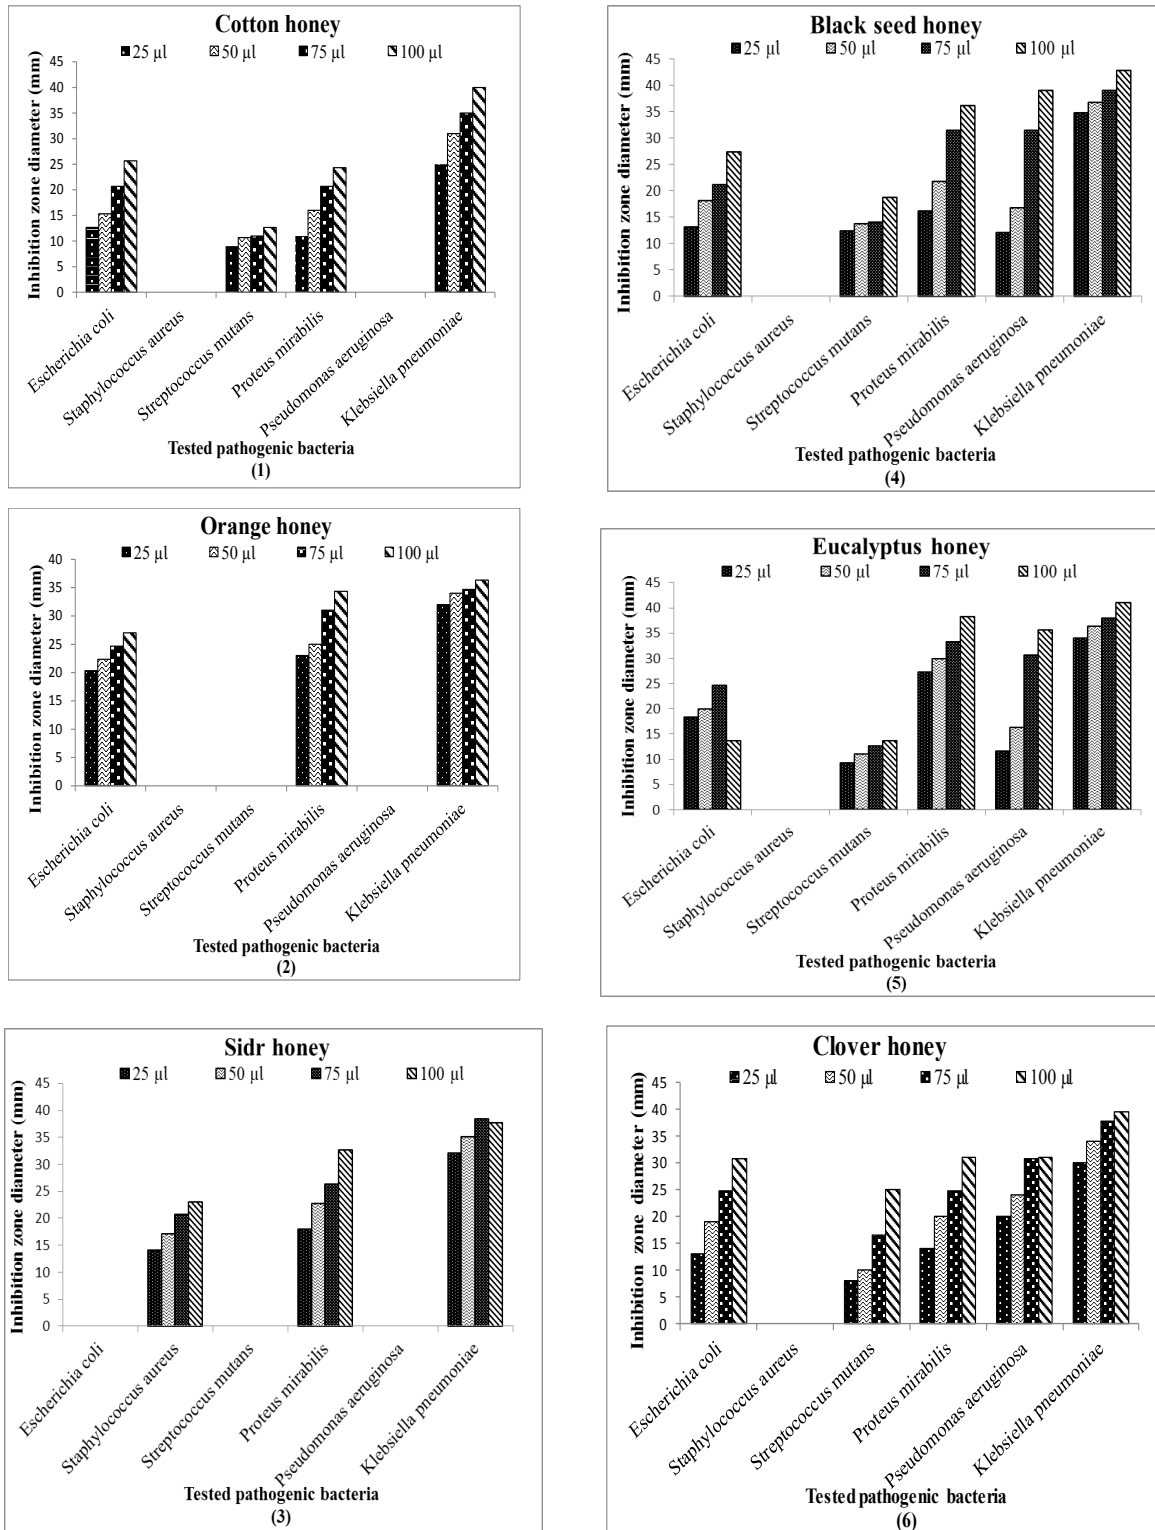 Cotton honey
25 µl 50 µl 75 µl 100 µl
Inhibition zone diameter (mm)
45
40
35
30
25
20
15
10
5
0
Escherichia coli
Staphylococcus aureus
Streptococcus mutans
Proteus mirabilis
Pseudomonas aeruginosa
Klebsiella pneumoniae
Tested pathogenic bacteria
(1)
Orange honey
25 µl 50 µl 75 µl 100 µl
Inhibition zone diameter (mm)
40
35
30
25
20
15
10
5
0
Escherichia coli
Staphylococcus aureus
Streptococcus mutans
Proteus mirabilis
Pseudomonas aeruginosa
Klebsiella pneumoniae
Tested pathogenic bacteria
(2)
Sidr honey
25 µl 50 µl 75 µl 100 µl
Inhibition zone diameter (mm)
45
40
35
30
25
20
15
10
5
0
Escherichia coli
Staphylococcus aureus
Streptococcus mutans
Proteus mirabilis
Pseudomonas aeruginosa
Klebsiella pneumoniae
Tested pathogenic bacteria
(3)
Black seed honey
25 µl 50 µl 75 µl 100 µl
Inhibition zone diameter (mm)
45
40
35
30
25
20
15
10
5
0
Escherichia coli
Staphylococcus aureus
Streptococcus mutans
Proteus mirabilis
Pseudomonas aeruginosa
Klebsiella pneumoniae
Tested pathogenic bacteria
(4)
Eucalyptus honey
25 µl 50 µl 75 µl 100 µl
Inhibition zone diameter (mm)
45
40
35
30
25
20
15
10
5
0
Escherichia coli
Staphylococcus aureus
Streptococcus mutans
Proteus mirabilis
Pseudomonas aeruginosa
Klebsiella pneumoniae
Tested pathogenic bacteria
(5)
Clover honey
25 µl 50 µl 75 µl 100 µl
Inhibition zone diameter (mm)
45
40
35
30
25
20
15
10
5
0
Escherichia coli
Staphylococcus aureus
Streptococcus mutans
Proteus mirabilis
Pseudomonas aeruginosa
Klebsiella pneumoniae
Tested pathogenic bacteria
(6)